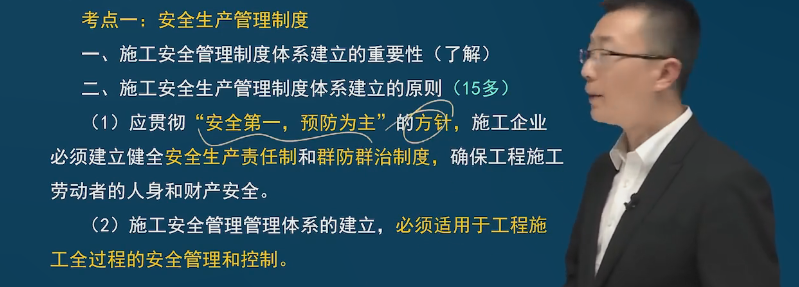 考点一；安全生产管理制度
一、施工安全管理制度体系建立的重要性（了解）
二、施工安全生产管理制度体系建立的原则（15多）
（1）应贯彻“安全第一，预防为主”的方针，施工企业
必须建立健全安全生产责任制和群防群治制度，确保工程施工
劳动者的人身和财产安全。
（2）施工安全管理管理体系的建立，必须适用于工程施
工全过程的安全管理和控制。